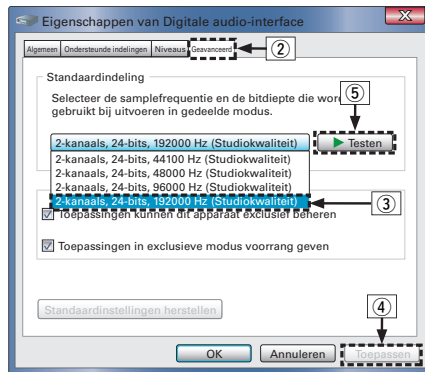 Eigenschappen van Digitale audio-interface
Algemeen Ondersteunde indelingen Niveaus Geavanceerd
②
Standaardindeling
Selecteer de samplefrequentie en de bitdiepte die wor
gebruikt bij uitvoeren in gedeelde modus.
⑤
2-kanaals, 24-bits, 192000 Hz (Studiokwaliteit)
Testen
2-kanaals, 24-bits, 44100 Hz (Studiokwaliteit)
2-kanaals, 24-bits, 48000 Hz (Studiokwaliteit)
2-kanaals, 24-bits, 96000 Hz (Studiokwaliteit)
2-kanaals, 24-bits, 192000 Hz (Studiokwaliteit)
③
Toepassingen kunnen dit apparaat exclusief beheren
Toepassingen in exclusieve modus voorrang geven
Standaardinstellingen herstellen
④
OK
Annuleren
Toepassen